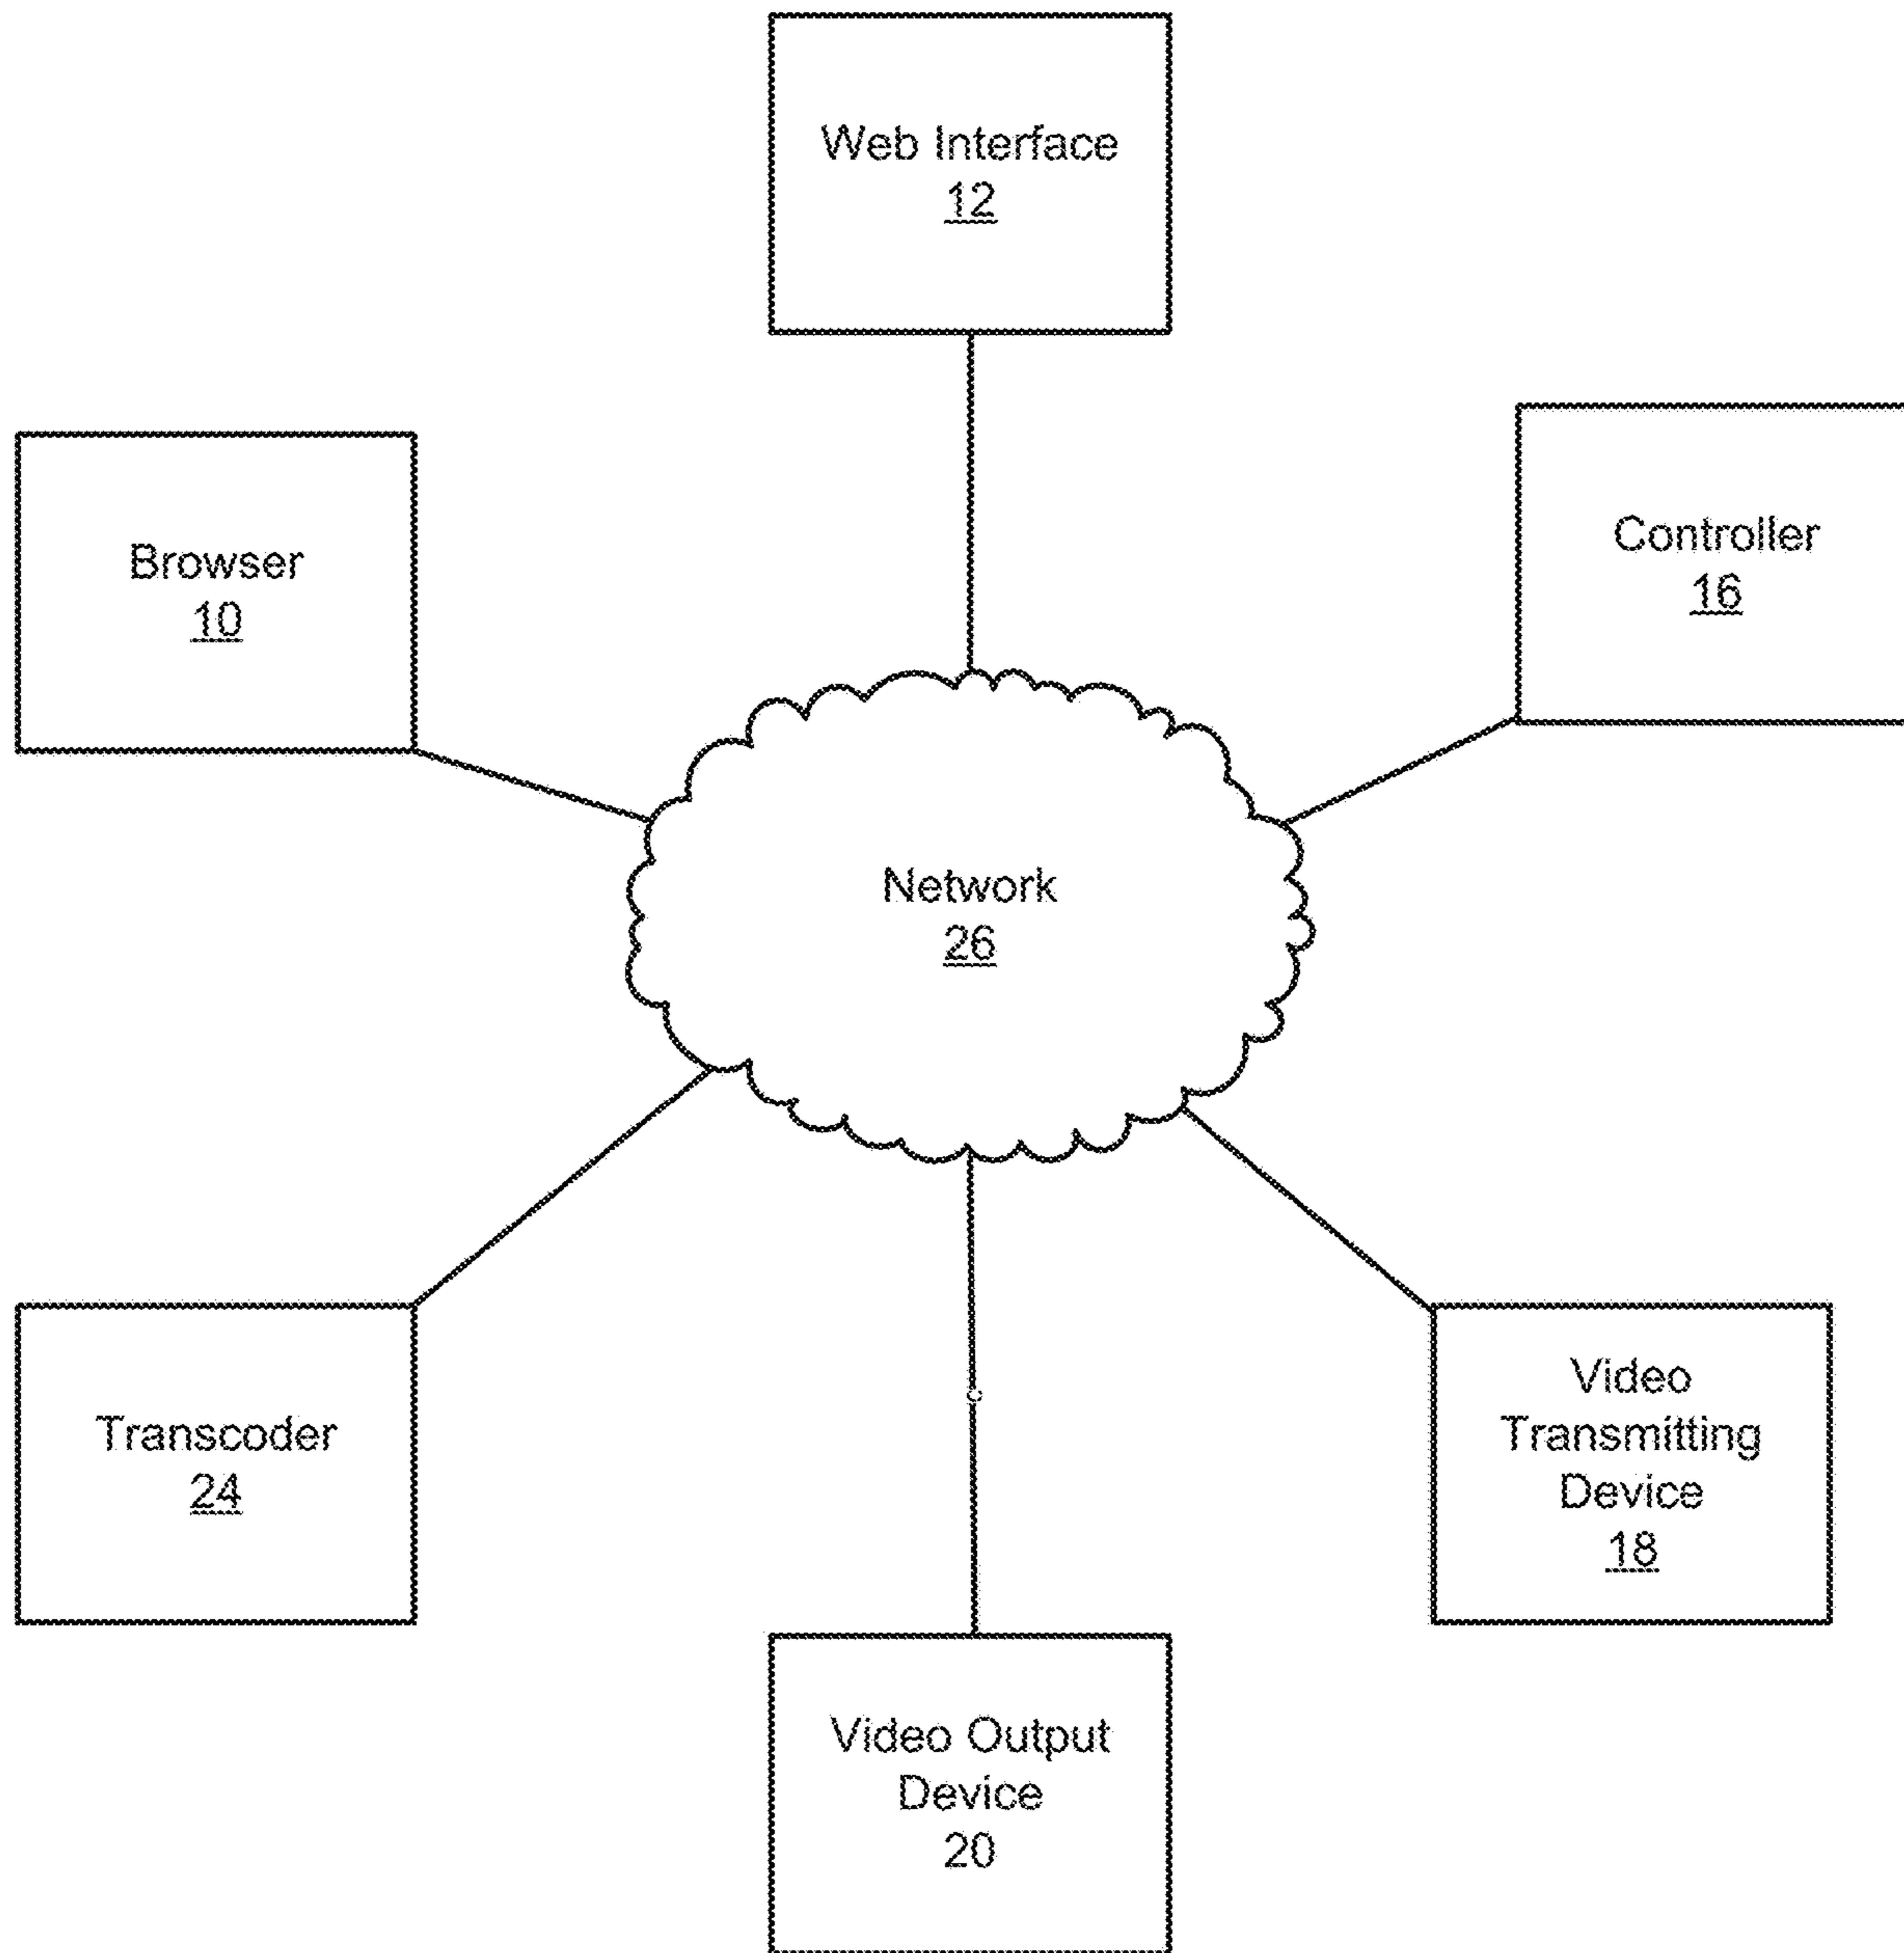 Web Interface
12
Controller
16
Browser
10
Network
26
Transcoder
24
Video
Transmitting
Device
18
Video Output
Device
20